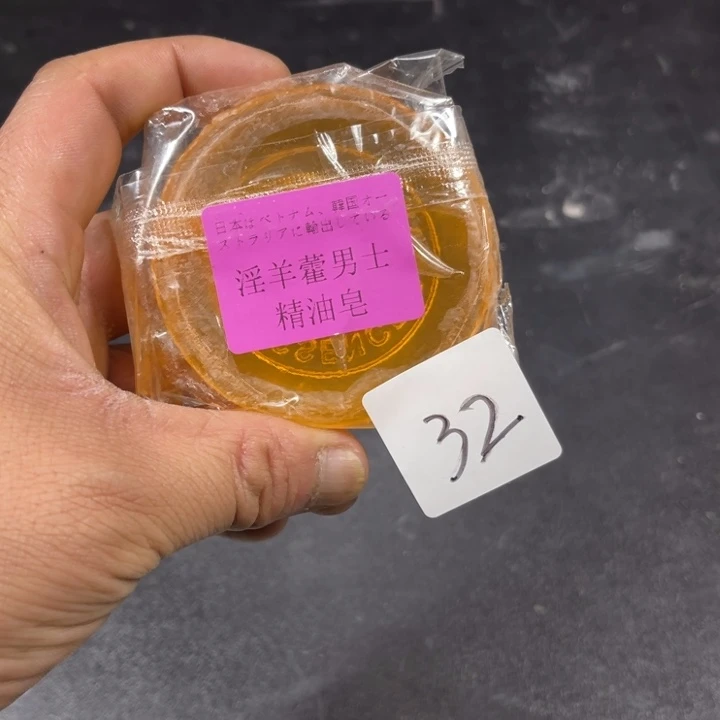 日本はベトナム、韓国オー
ストラリアに輸出している
淫羊藿男士
精油皂
32